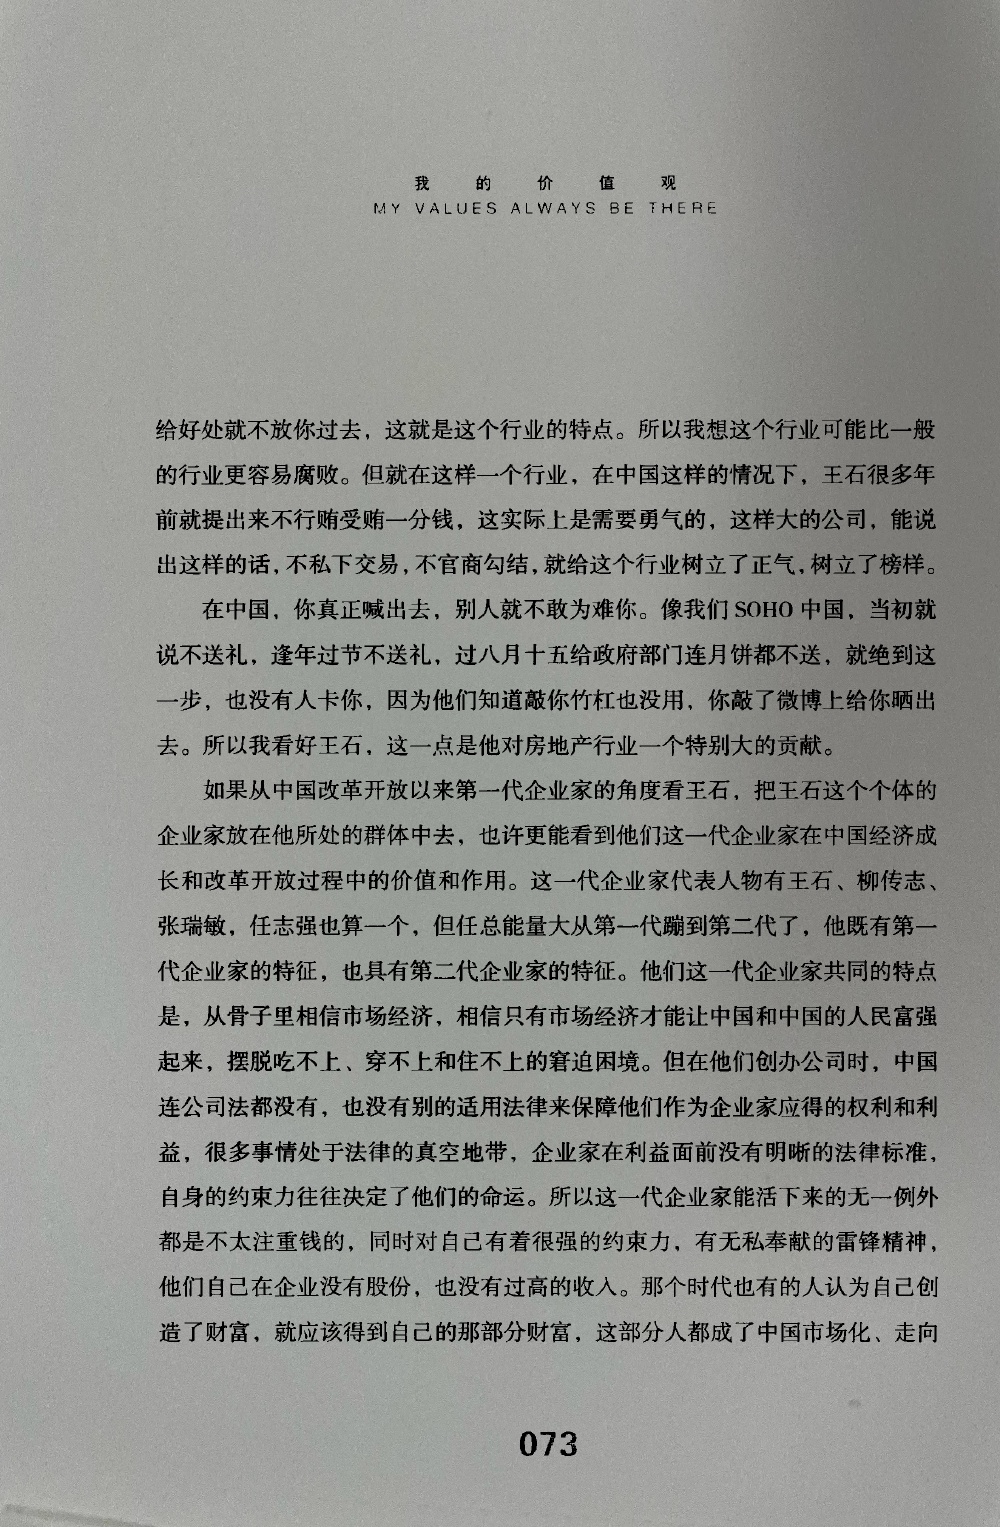 我的价值观
MY VALUES ALWAYS BE THERE
给好处就不放你过去，这就是这个行业的特点。所以我想这个行业可能比一般
的行业更容易腐败。但就在这样一个行业，在中国这样的情况下，王石很多年
前就提出来不行贿受贿一分钱，这实际上是需要勇气的，这样大的公司，能说
出这样的话，不私下交易，不官商勾结，就给这个行业树立了正气，树立了榜样。
在中国，你真正喊出去，别人就不敢为难你。像我们 SOHO 中国，当初就
说不送礼，逢年过节不送礼，过八月十五给政府部门连月饼都不送，就绝到这
一步，也没有人卡你，因为他们知道敲你竹杠也没用，你敲了微博上给你晒出
去。所以我看好王石，这一点是他对房地产行业一个特别大的贡献。
如果从中国改革开放以来第一代企业家的角度看王石，把王石这个个体的
企业家放在他所处的群体中去，也许更能看到他们这一代企业家在中国经济成
长和改革开放过程中的价值和作用。这一代企业家代表人物有王石、柳传志、
张瑞敏，任志强也算一个，但任总能量大从第一代蹦到第二代了，他既有第一
代企业家的特征，也具有第二代企业家的特征。他们这一代企业家共同的特点
是，从骨子里相信市场经济，相信只有市场经济才能让中国和中国的人民富强
起来，摆脱吃不上、穿不上和住不上的窘迫困境。但在他们创办公司时，中国
连公司法都没有，也没有别的适用法律来保障他们作为企业家应得的权利和利
益，很多事情处于法律的真空地带，企业家在利益面前没有明晰的法律标准，
自身的约束力往往决定了他们的命运。所以这一代企业家能活下来的无一例外
都是不太注重钱的，同时对自己有着很强的约束力，有无私奉献的雷锋精神，
他们自己在企业没有股份，也没有过高的收入。那个时代也有的人认为自己创
造了财富，就应该得到自己的那部分财富，这部分人都成了中国市场化、走向
073